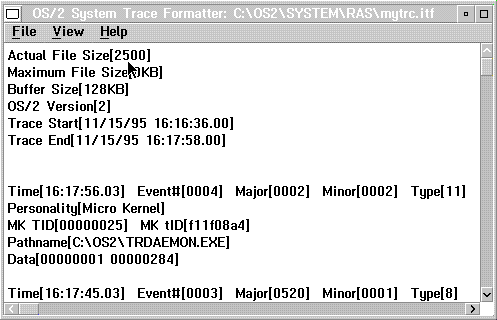 OS/2 System Trace Formatter: C:\OS2\SYSTEM\RAS\mytrc.itf
File View Help
Actual File Size[2500]
Maximum File Size[0KB]
Buffer Size[128KB]
OS/2 Version[2]
Trace Start[11/15/95 16:16:36.00]
Trace End[11/15/95 16:17:58.00]
Time[16:17:56.03] Event#[0004] Major[0002] Minor[0002] Type[11]
Personality[Micro Kernel]
MK TID[00000025] MK tID[f11f08a4]
Pathname[C:\OS2\TRDAEMON.EXE]
Data[00000001 00000284]
Time[16:17:45.03] Event#[0003] Major[0520] Minor[0001] Type[8]